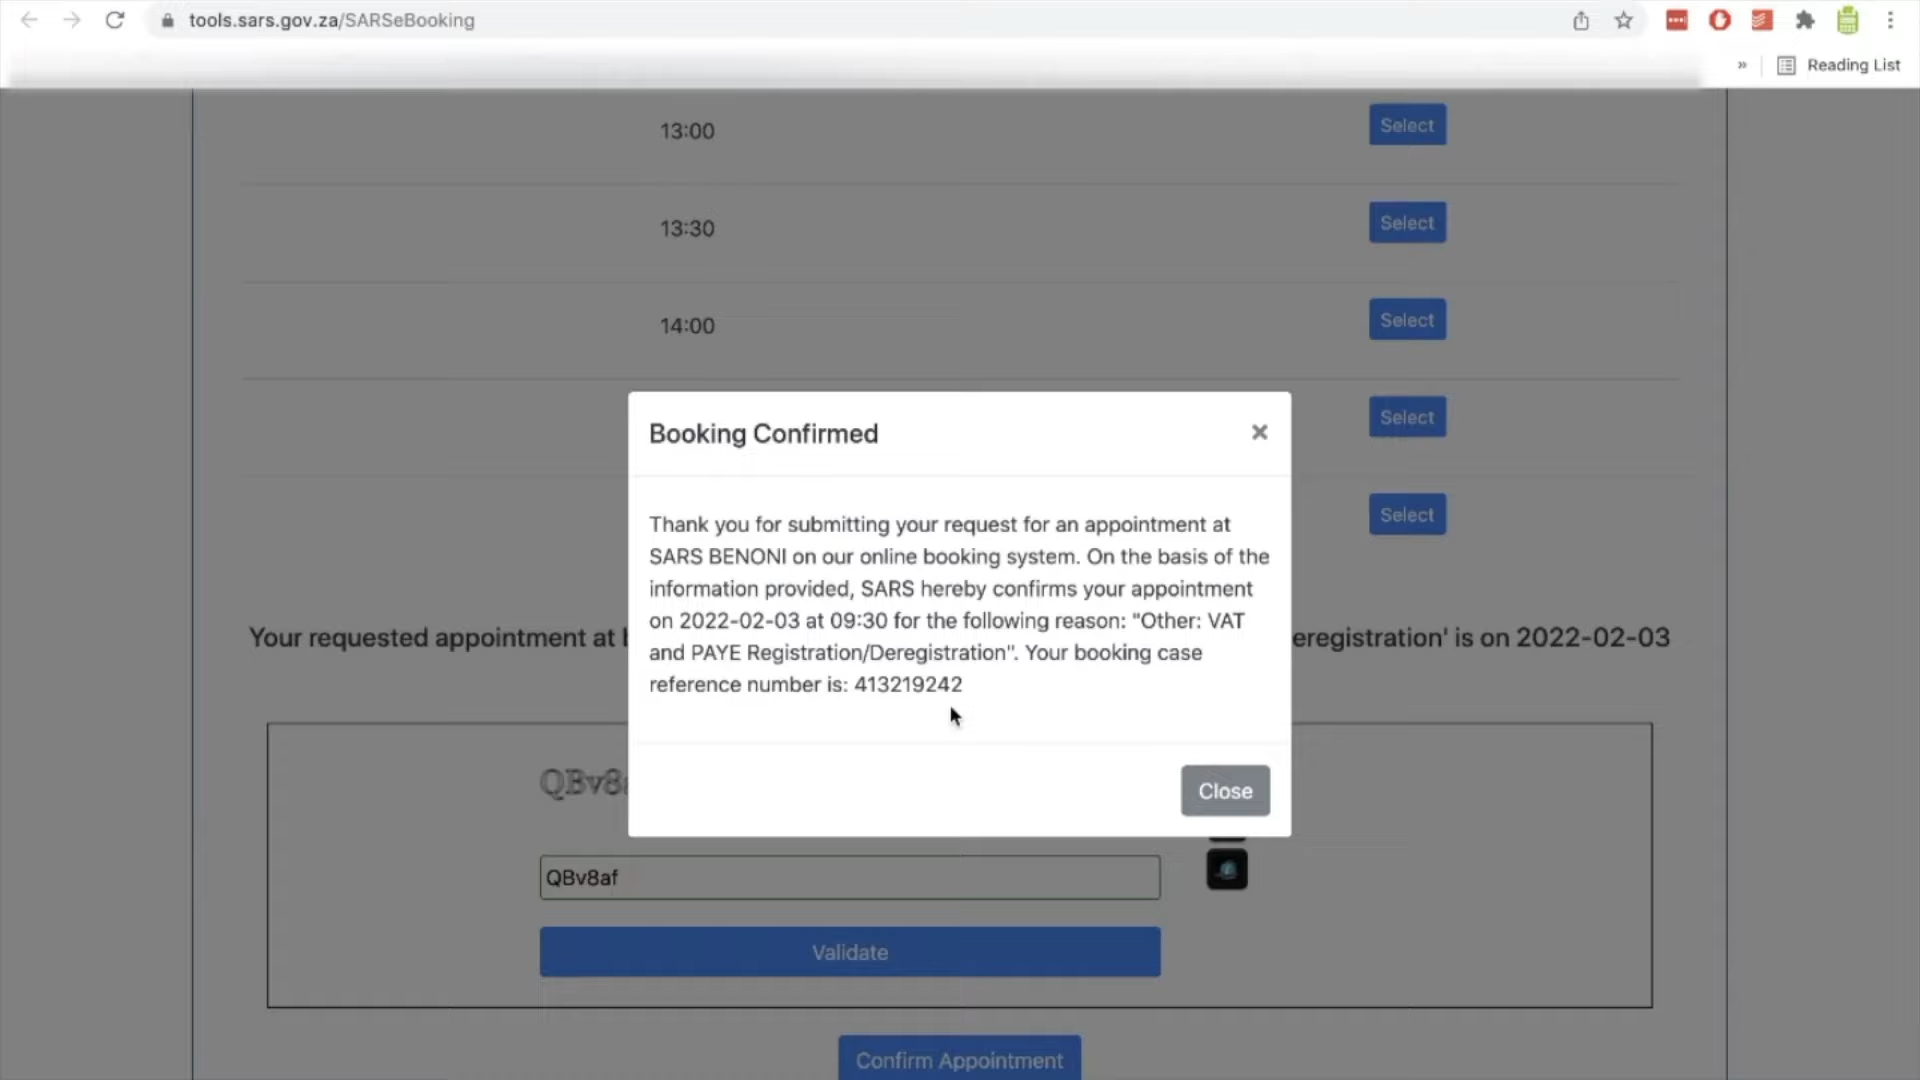 tools.sars.gov.za/SARSeBooking
» Reading List
13:00 Select
13:30 Select
14:00 Select
Select
Select
Booking Confirmed ×
Thank you for submitting your request for an appointment at
SARS BENONI on our online booking system. On the basis of the
information provided, SARS hereby confirms your appointment
on 2022-02-03 at 09:30 for the following reason: "Other: VAT
and PAYE Registration/Deregistration". Your booking case
reference number is: 413219242
Close
Your requested appointment at eregistration' is on 2022-02-03
QBv8
QBv8af
Validate
Confirm Appointment